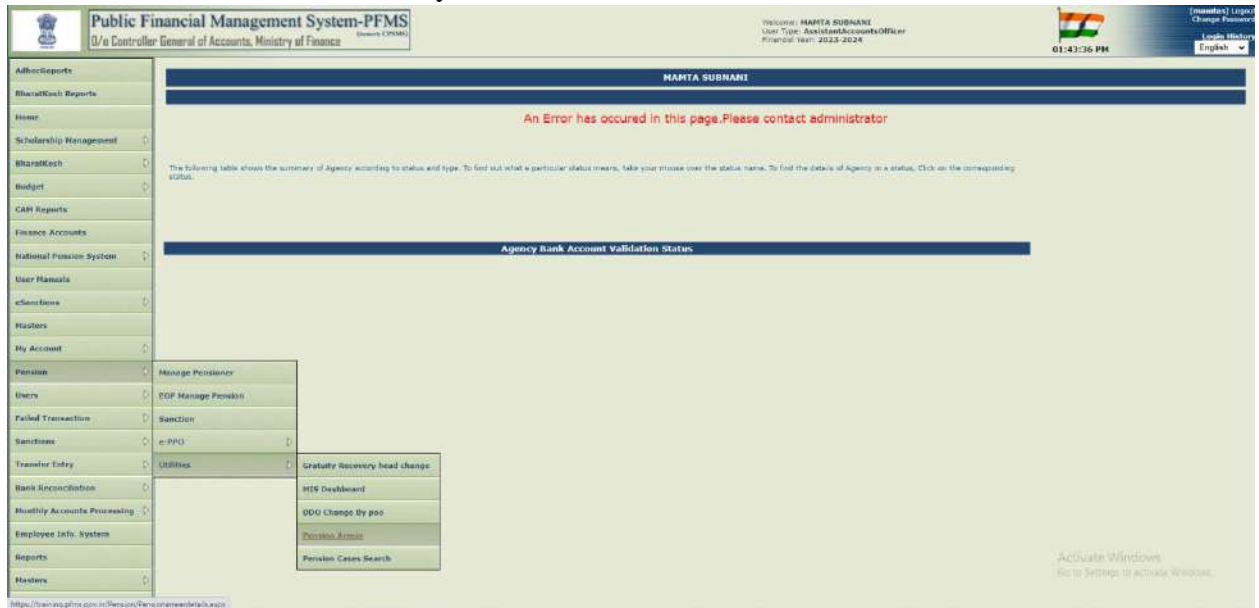 Public Financial Management System-PFMS
(formerly CPSMS)
O/o Controller General of Accounts, Ministry of Finance
Welcome: MAMTA SUBNANI
User Type: AssistantAccountsOfficer
Financial Year: 2023-2024
01:43:36 PM
[mamtas] Logout
Change Password
Login History
English
AdhocReports
BharatKosh Reports
Home
Scholarship Management
BharatKosh
Budget
CAM Reports
Finance Accounts
National Pension System
User Manuals
eSanctions
Masters
My Account
Pension
Users
Failed Transaction
Sanctions
Transfer Entry
Bank Reconciliation
Monthly Accounts Processing
Employee Info. System
Reports
Masters
MAMTA SUBNANI
An Error has occured in this page.Please contact administrator
The following table shows the summary of Agency according to status and type. To find out what a particular status means, take your mouse over the status name. To find the details of Agency in a status, Click on the corresponding
status.
Agency Bank Account Validation Status
Manage Pensioner
EOP Manage Pension
Sanction
e-PPO
Utilities
Gratuity Recovery head change
MIS Dashboard
DDO Change By pao
Pension Arrear
Pension Cases Search
Activate Windows
Go to Settings to activate Windows.